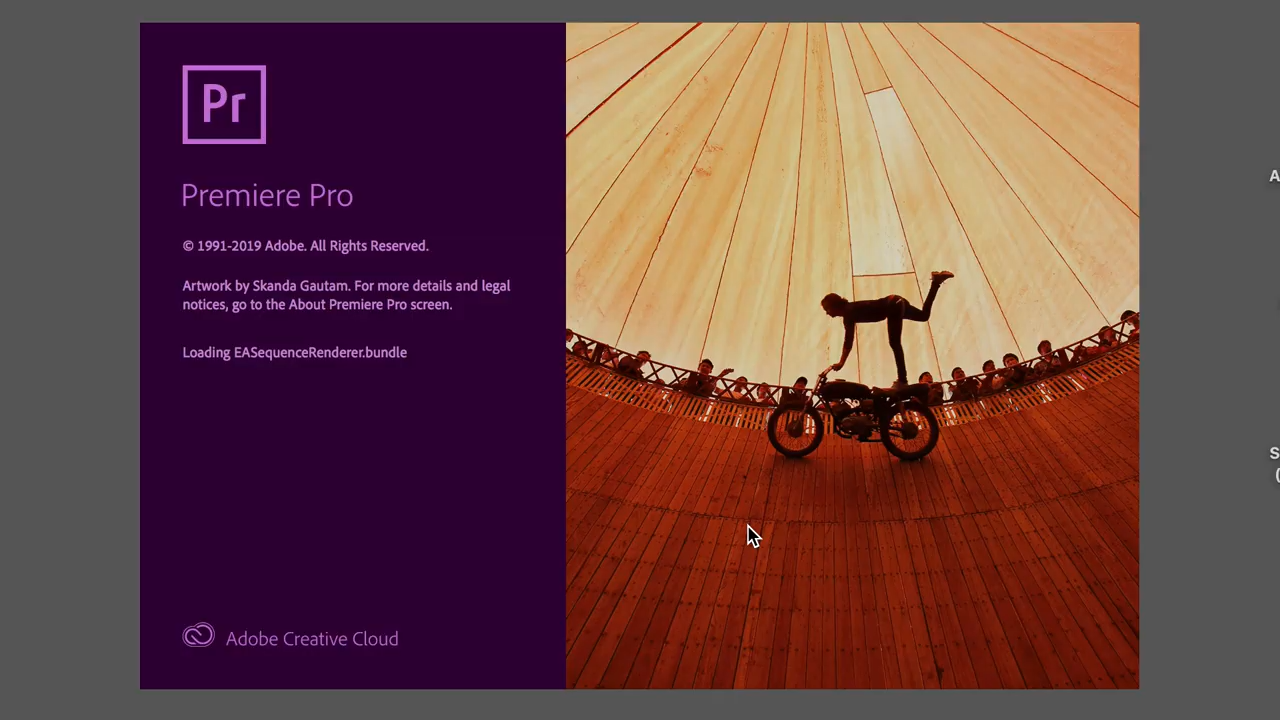 Pr
Premiere Pro
© 1991-2019 Adobe. All Rights Reserved.
Artwork by Skanda Gautam. For more details and legal
notices, go to the About Premiere Pro screen.
Loading EASequenceRenderer.bundle
Adobe Creative Cloud
A
S
(